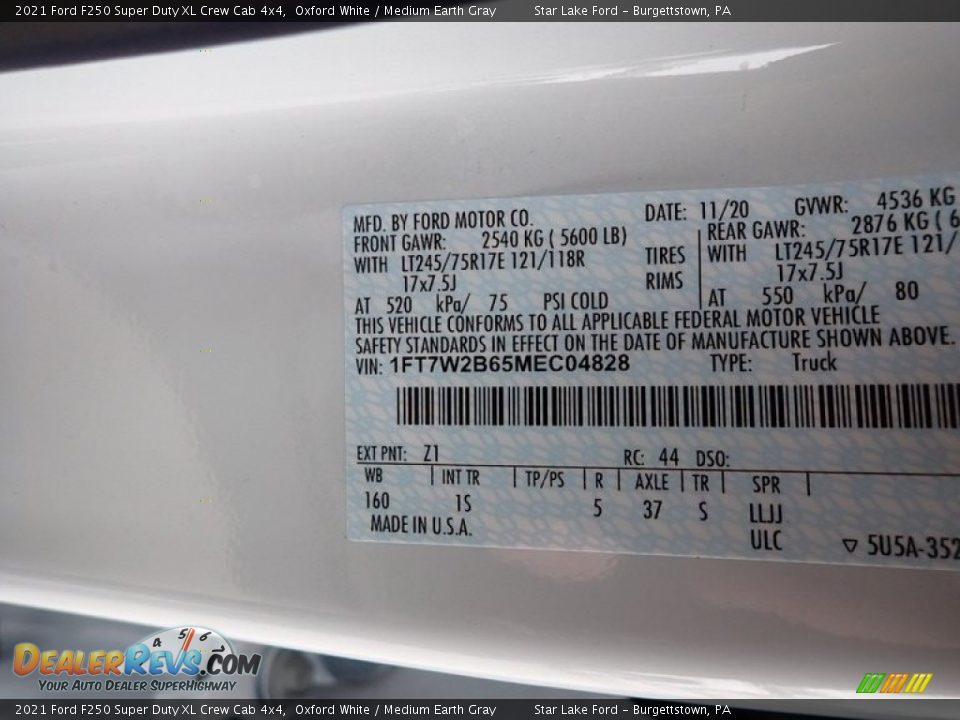 2021 Ford F250 Super Duty XL Crew Cab 4x4, Oxford White / Medium Earth Gray Star Lake Ford - Burgettstown, PA
MFD. BY FORD MOTOR CO. DATE: 11/20 GVWR: 4536 KG
FRONT GAWR: 2540 KG ( 5600 LB) REAR GAWR: 2876 KG ( 6
WITH LT245/75R17E 121/118R TIRES WITH LT245/75R17E 121/
17x7.5J RIMS 17x7.5J
AT 520 kPa/ 75 PSI COLD AT 550 kPa/ 80
THIS VEHICLE CONFORMS TO ALL APPLICABLE FEDERAL MOTOR VEHICLE
SAFETY STANDARDS IN EFFECT ON THE DATE OF MANUFACTURE SHOWN ABOVE.
VIN: 1FT7W2B65MEC04828 TYPE: Truck
EXT PNT: Z1 RC: 44 DSO:
WB INT TR TP/PS R AXLE TR SPR
160 1S 5 37 S LLJJ
MADE IN U.S.A. ULC ▽ 5U5A-352
4 5 6 7
DealerRevs.com
Your Auto Dealer SuperHighway
2021 Ford F250 Super Duty XL Crew Cab 4x4, Oxford White / Medium Earth Gray Star Lake Ford - Burgettstown, PA